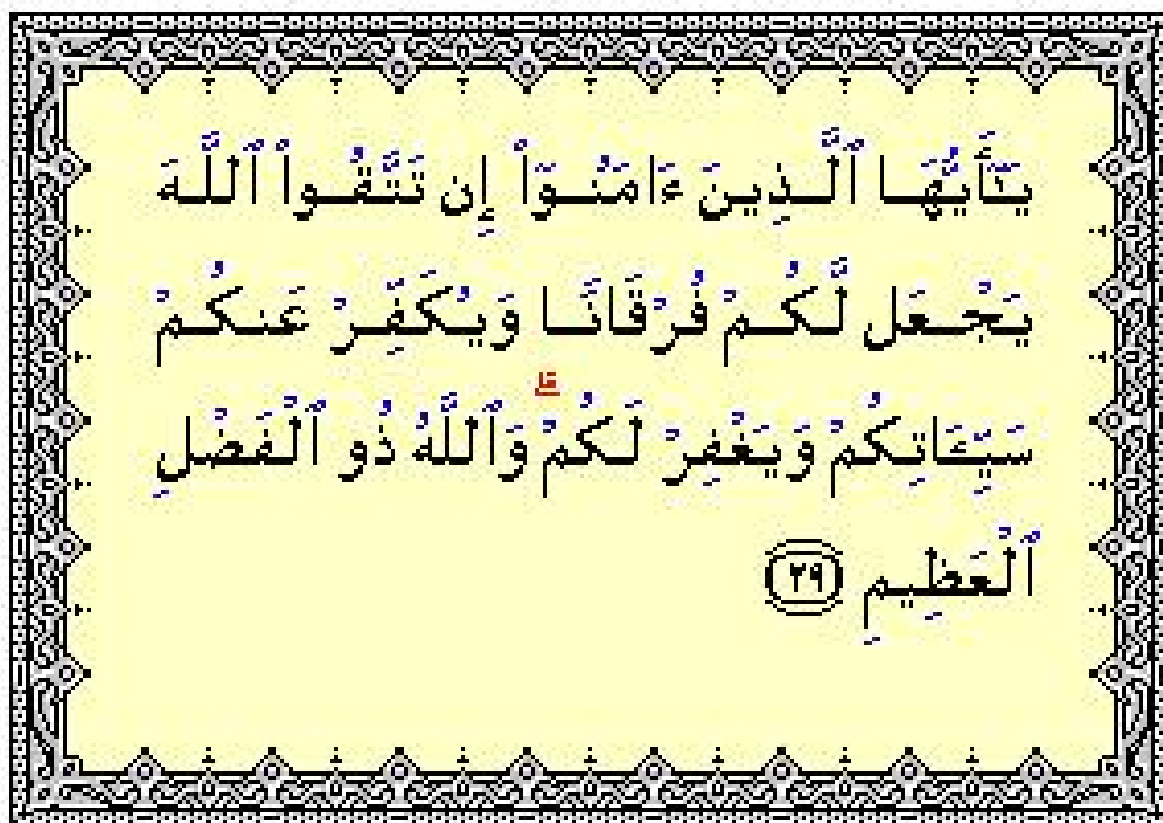 يَٰٓأَيُّهَا ٱلَّذِينَ ءَامَنُوٓا۟ إِن تَتَّقُوا۟ ٱللَّهَ
يَجْعَل لَّكُمْ فُرْقَانًا وَيُكَفِّرْ عَنكُمْ
سَيِّـَٔاتِكُمْ وَيَغْفِرْ لَكُمْ ۗ وَٱللَّهُ ذُو ٱلْفَضْلِ
ٱلْعَظِيمِ ٢٩